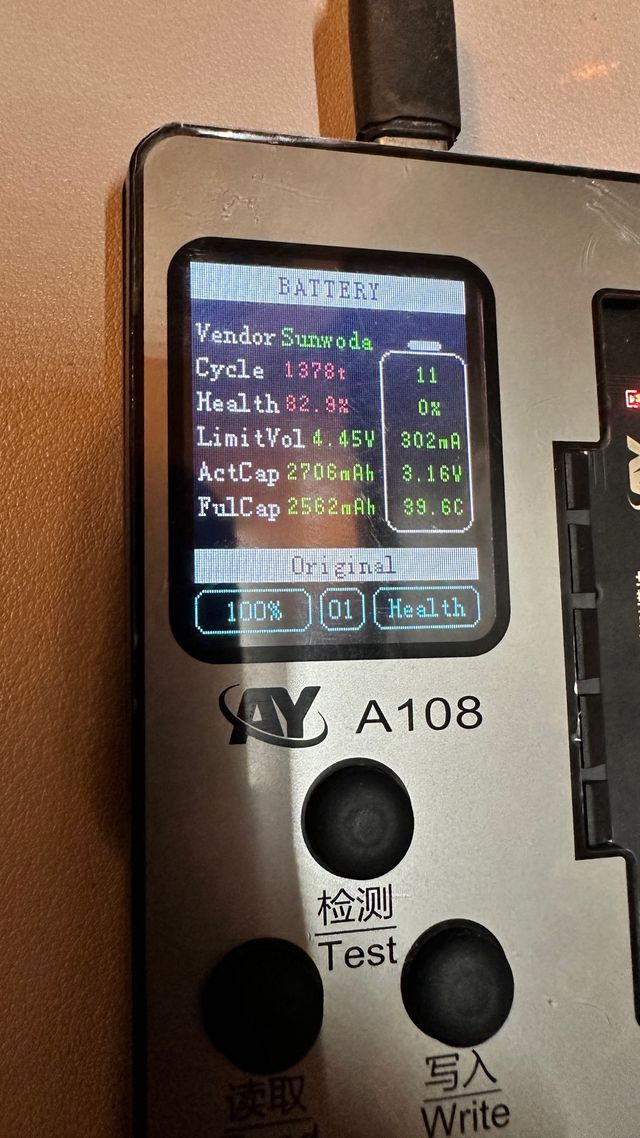 BATTERY
Vendor Sunwoda
Cycle 1378t 11
Health 82.9% 0%
LimitVol 4.45V 302mA
ActCap 2706mAh 3.16V
FulCap 2562mAh 39.6C
Original
100% 01 Health
AY A108
检测
Test
读取
写入
Write